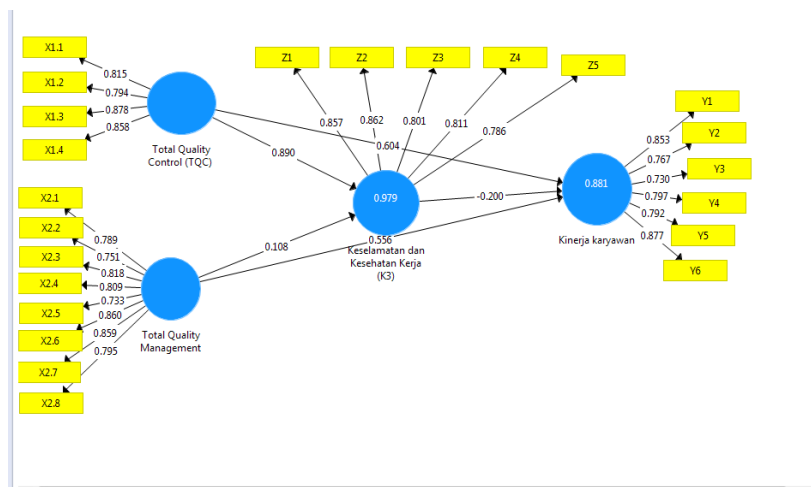 X1.1
X1.2
X1.3
X1.4
0.815
0.794
0.878
0.858
Total Quality
Control (TQC)
X2.1
X2.2
X2.3
X2.4
X2.5
X2.6
X2.7
X2.8
0.789
0.751
0.818
0.809
0.733
0.860
0.859
0.795
Total Quality
Management
0.890
0.108
0.604
0.556
-0.200
Z1
Z2
Z3
Z4
Z5
0.857
0.862
0.801
0.811
0.786
0.979
Keselamatan dan
Kesehatan Kerja
(K3)
0.881
Kinerja karyawan
Y1
Y2
Y3
Y4
Y5
Y6
0.853
0.767
0.730
0.797
0.792
0.877